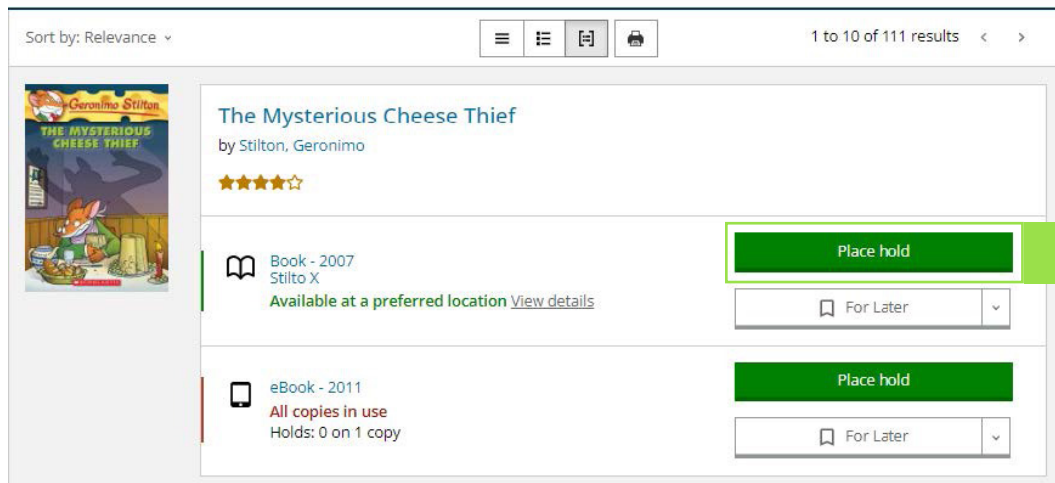 Sort by: Relevance
1 to 10 of 111 results
Geronimo Stilton
THE MYSTERIOUS
CHEESE THIEF
SCHOLASTIC
The Mysterious Cheese Thief
by Stilton, Geronimo
Book - 2007
Stilto X
Available at a preferred location View details
Place hold
For Later
eBook - 2011
All copies in use
Holds: 0 on 1 copy
Place hold
For Later